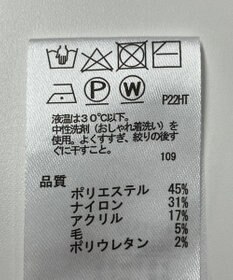 P W P22HT
液温は30℃以下。
中性洗剤（おしゃれ着洗い）を
使用。よくすすぎ、絞りの後す
ぐに干すこと。
109
品質
ポリエステル 45%
ナイロン 31%
アクリル 17%
毛 5%
ポリウレタン 2%